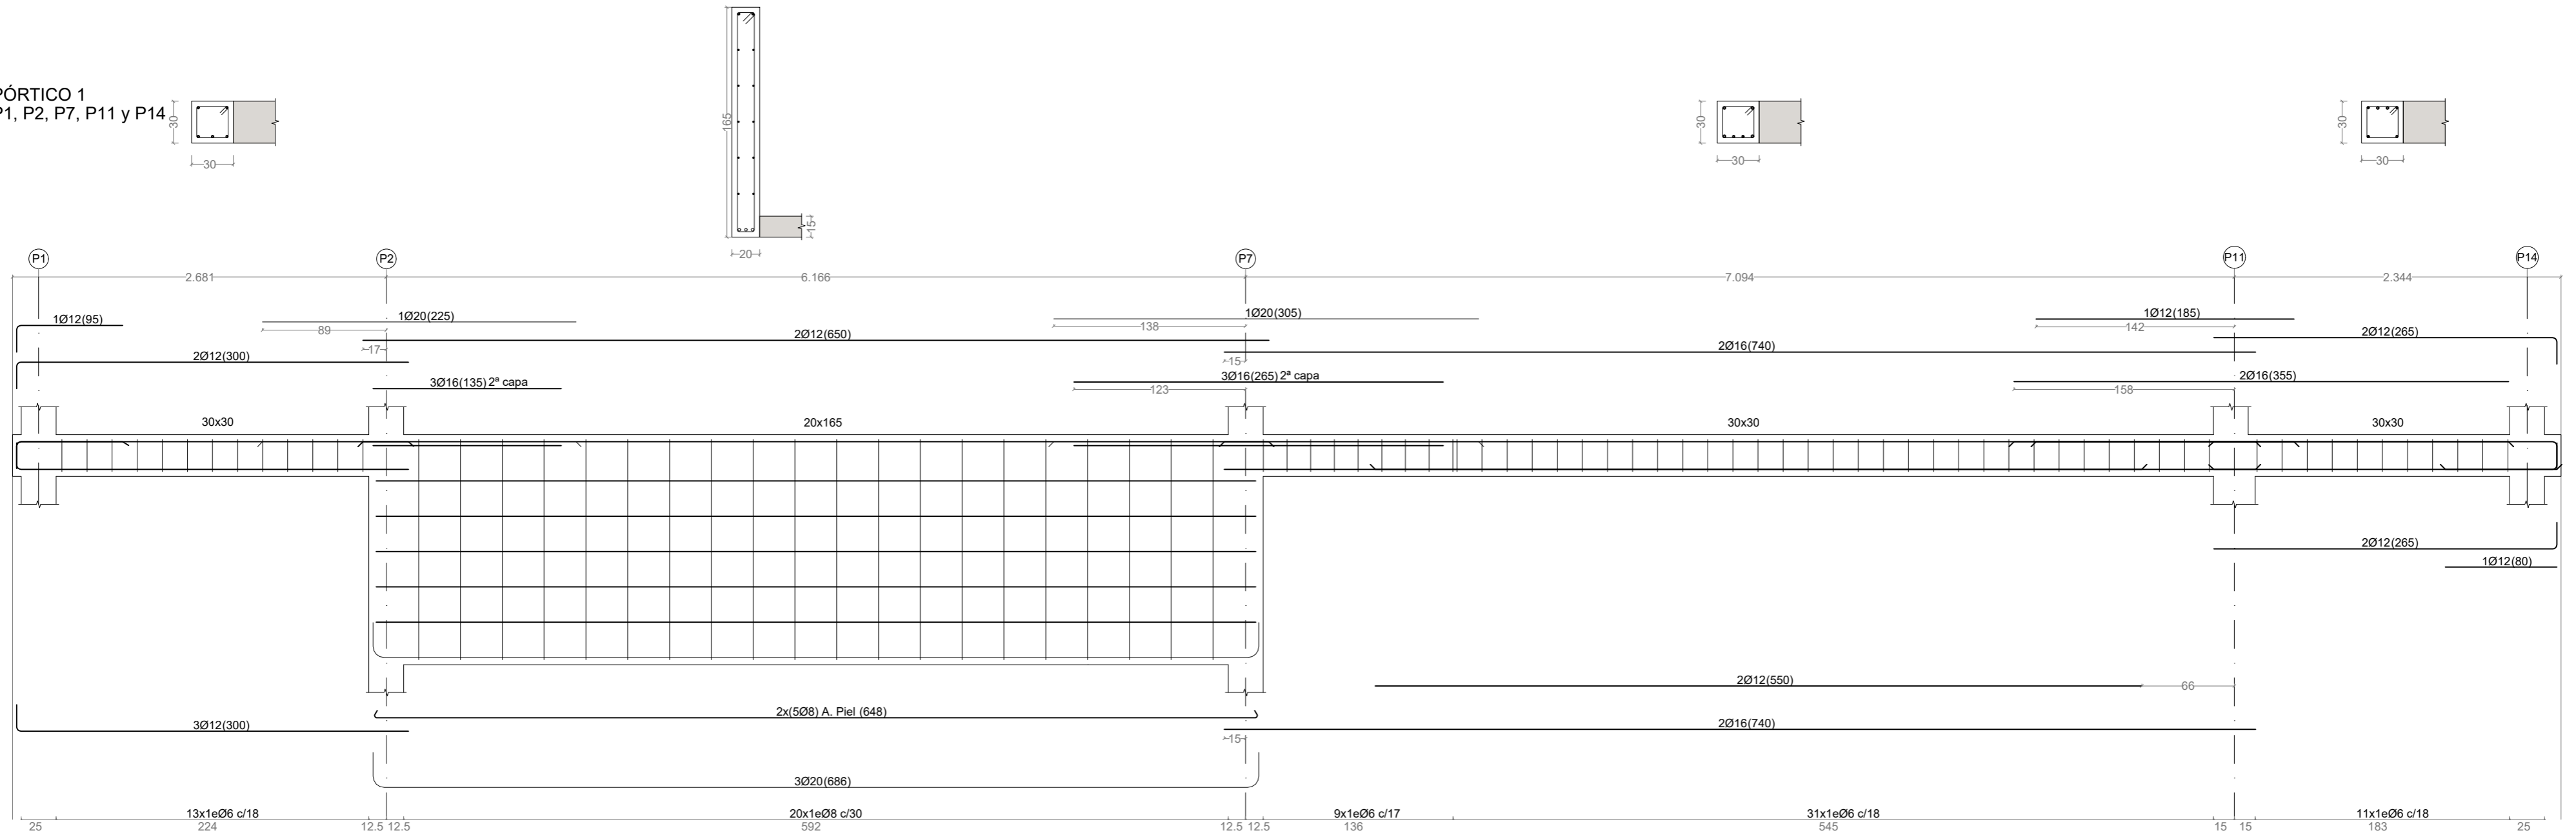 PÓRTICO 1
P1, P2, P7, P11 y P14
30
30
165
15
20
30
30
30
30
P1
P2
P7
P11
P14
2.681
6.166
7.094
2.344
1Ø12(95)
1Ø20(225)
1Ø20(305)
1Ø12(185)
89
138
142
2Ø12(650)
2Ø12(265)
17
2Ø16(740)
2Ø12(300)
15
3Ø16(135) 2ª capa
3Ø16(265) 2ª capa
2Ø16(355)
123
158
30x30
20x165
30x30
30x30
2Ø12(265)
1Ø12(80)
2Ø12(550)
66
2x(5Ø8) A. Piel (648)
3Ø12(300)
2Ø16(740)
15
3Ø20(686)
13x1eØ6 c/18
20x1eØ8 c/30
9x1eØ6 c/17
31x1eØ6 c/18
11x1eØ6 c/18
25
224
12.5
12.5
592
12.5
12.5
136
545
15
15
183
25